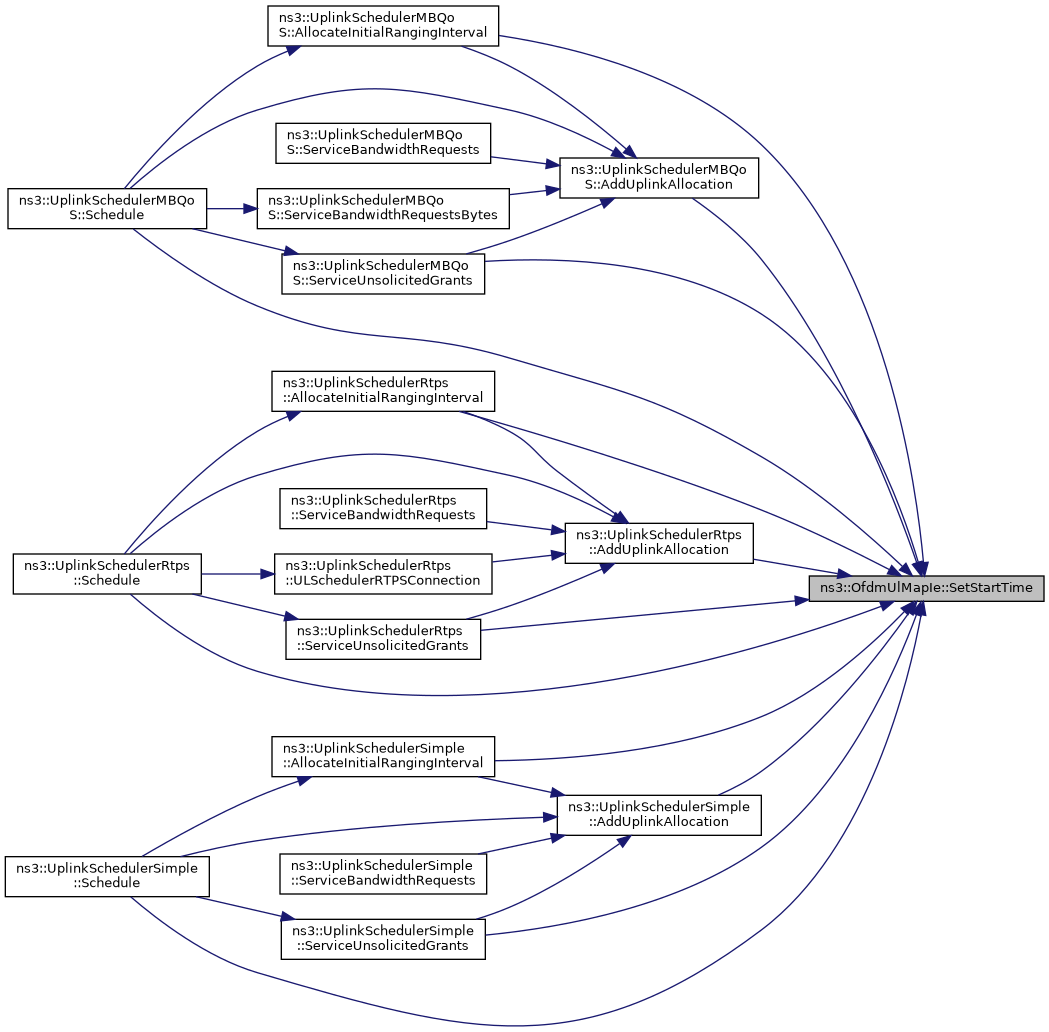 ns3::UplinkSchedulerMBQo
S::AllocateInitialRangingInterval
ns3::UplinkSchedulerMBQo
S::ServiceBandwidthRequests
ns3::UplinkSchedulerMBQo
S::AddUplinkAllocation
ns3::UplinkSchedulerMBQo
S::Schedule
ns3::UplinkSchedulerMBQo
S::ServiceBandwidthRequestsBytes
ns3::UplinkSchedulerMBQo
S::ServiceUnsolicitedGrants
ns3::UplinkSchedulerRtps
::AllocateInitialRangingInterval
ns3::UplinkSchedulerRtps
::ServiceBandwidthRequests
ns3::UplinkSchedulerRtps
::AddUplinkAllocation
ns3::UplinkSchedulerRtps
::Schedule
ns3::UplinkSchedulerRtps
::ULSchedulerRTPSConnection
ns3::OfdmUlMapIe::SetStartTime
ns3::UplinkSchedulerRtps
::ServiceUnsolicitedGrants
ns3::UplinkSchedulerSimple
::AllocateInitialRangingInterval
ns3::UplinkSchedulerSimple
::AddUplinkAllocation
ns3::UplinkSchedulerSimple
::Schedule
ns3::UplinkSchedulerSimple
::ServiceBandwidthRequests
ns3::UplinkSchedulerSimple
::ServiceUnsolicitedGrants